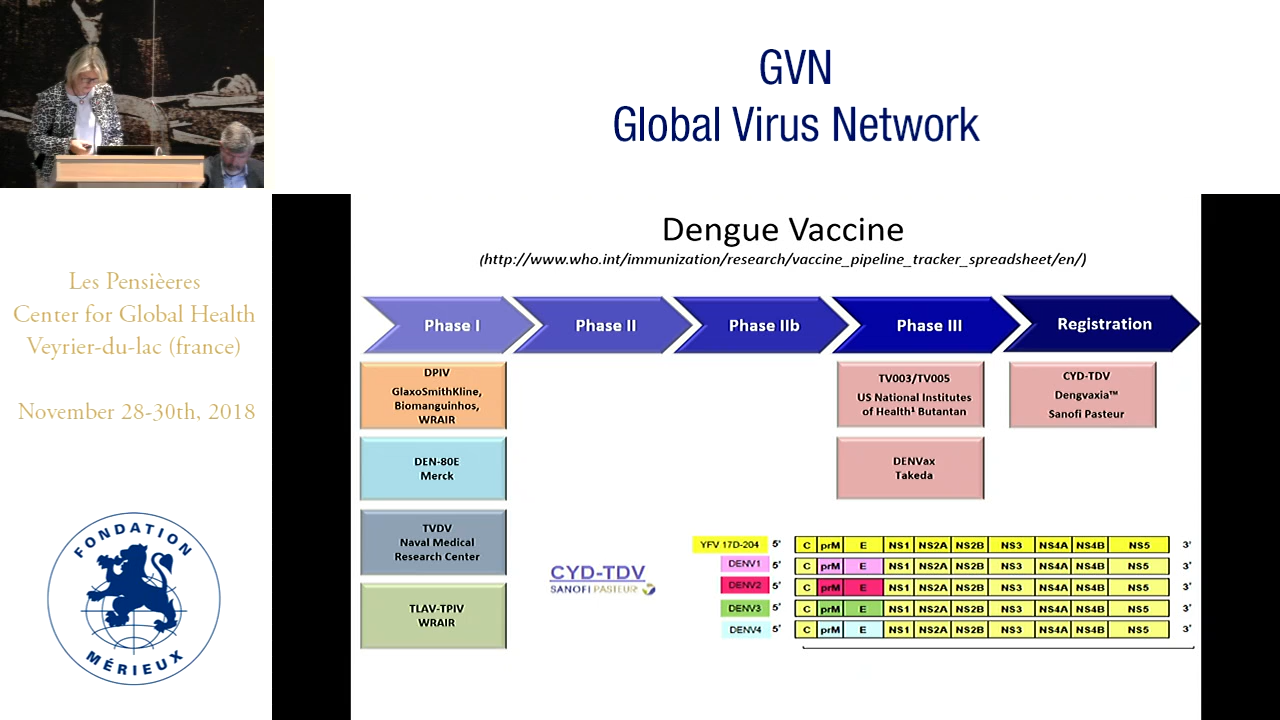 GVN
Global Virus Network
Les Pensièeres
Center for Global Health
Veyrier-du-lac (france)
November 28-30th, 2018
FONDATION
MÉRIEUX
Dengue Vaccine
(http://www.who.int/immunization/research/vaccine_pipeline_tracker_spreadsheet/en/)
Phase I
Phase II
Phase IIb
Phase III
Registration
DPIV
GlaxoSmithKline,
Biomanguinhos,
WRAIR
DEN-80E
Merck
TVDV
Naval Medical
Research Center
TLAV-TPIV
WRAIR
TV003/TV005
US National Institutes
of Health¹ Butantan
DENVax
Takeda
CYD-TDV
Dengvaxia™
Sanofi Pasteur
CYD-TDV
SANOFI PASTEUR
YFV 17D-204 5' C prM E NS1 NS2A NS2B NS3 NS4A NS4B NS5 3'
DENV1 5' C prM E NS1 NS2A NS2B NS3 NS4A NS4B NS5 3'
DENV2 5' C prM E NS1 NS2A NS2B NS3 NS4A NS4B NS5 3'
DENV3 5' C prM E NS1 NS2A NS2B NS3 NS4A NS4B NS5 3'
DENV4 5' C prM E NS1 NS2A NS2B NS3 NS4A NS4B NS5 3'